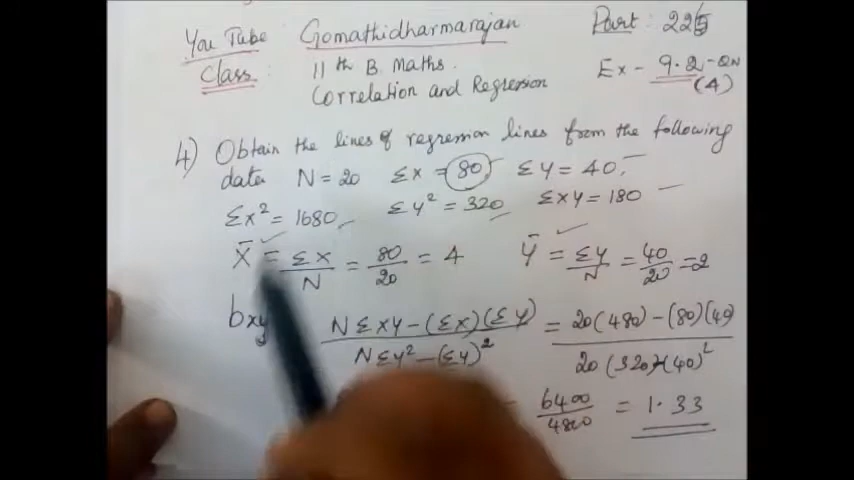 You Tube : Gomathidharmarajan Part : 225
Class : 11th B. Maths. Ex - 9.2 - QN (4)
Correlation and Regression
4) Obtain the lines of regression lines from the following
data N = 20 Σx = 80 Σy = 40,
Σx² = 1680 Σy² = 320 Σxy = 180
X̄ = Σx/N = 80/20 = 4 Ȳ = Σy/N = 40/20 = 2
bxy NΣxy - (Σx)(Σy) / NΣy² - (Σy)² = 20(480) - (80)(40) / 20(320) - (40)²
6400/4800 = 1.33